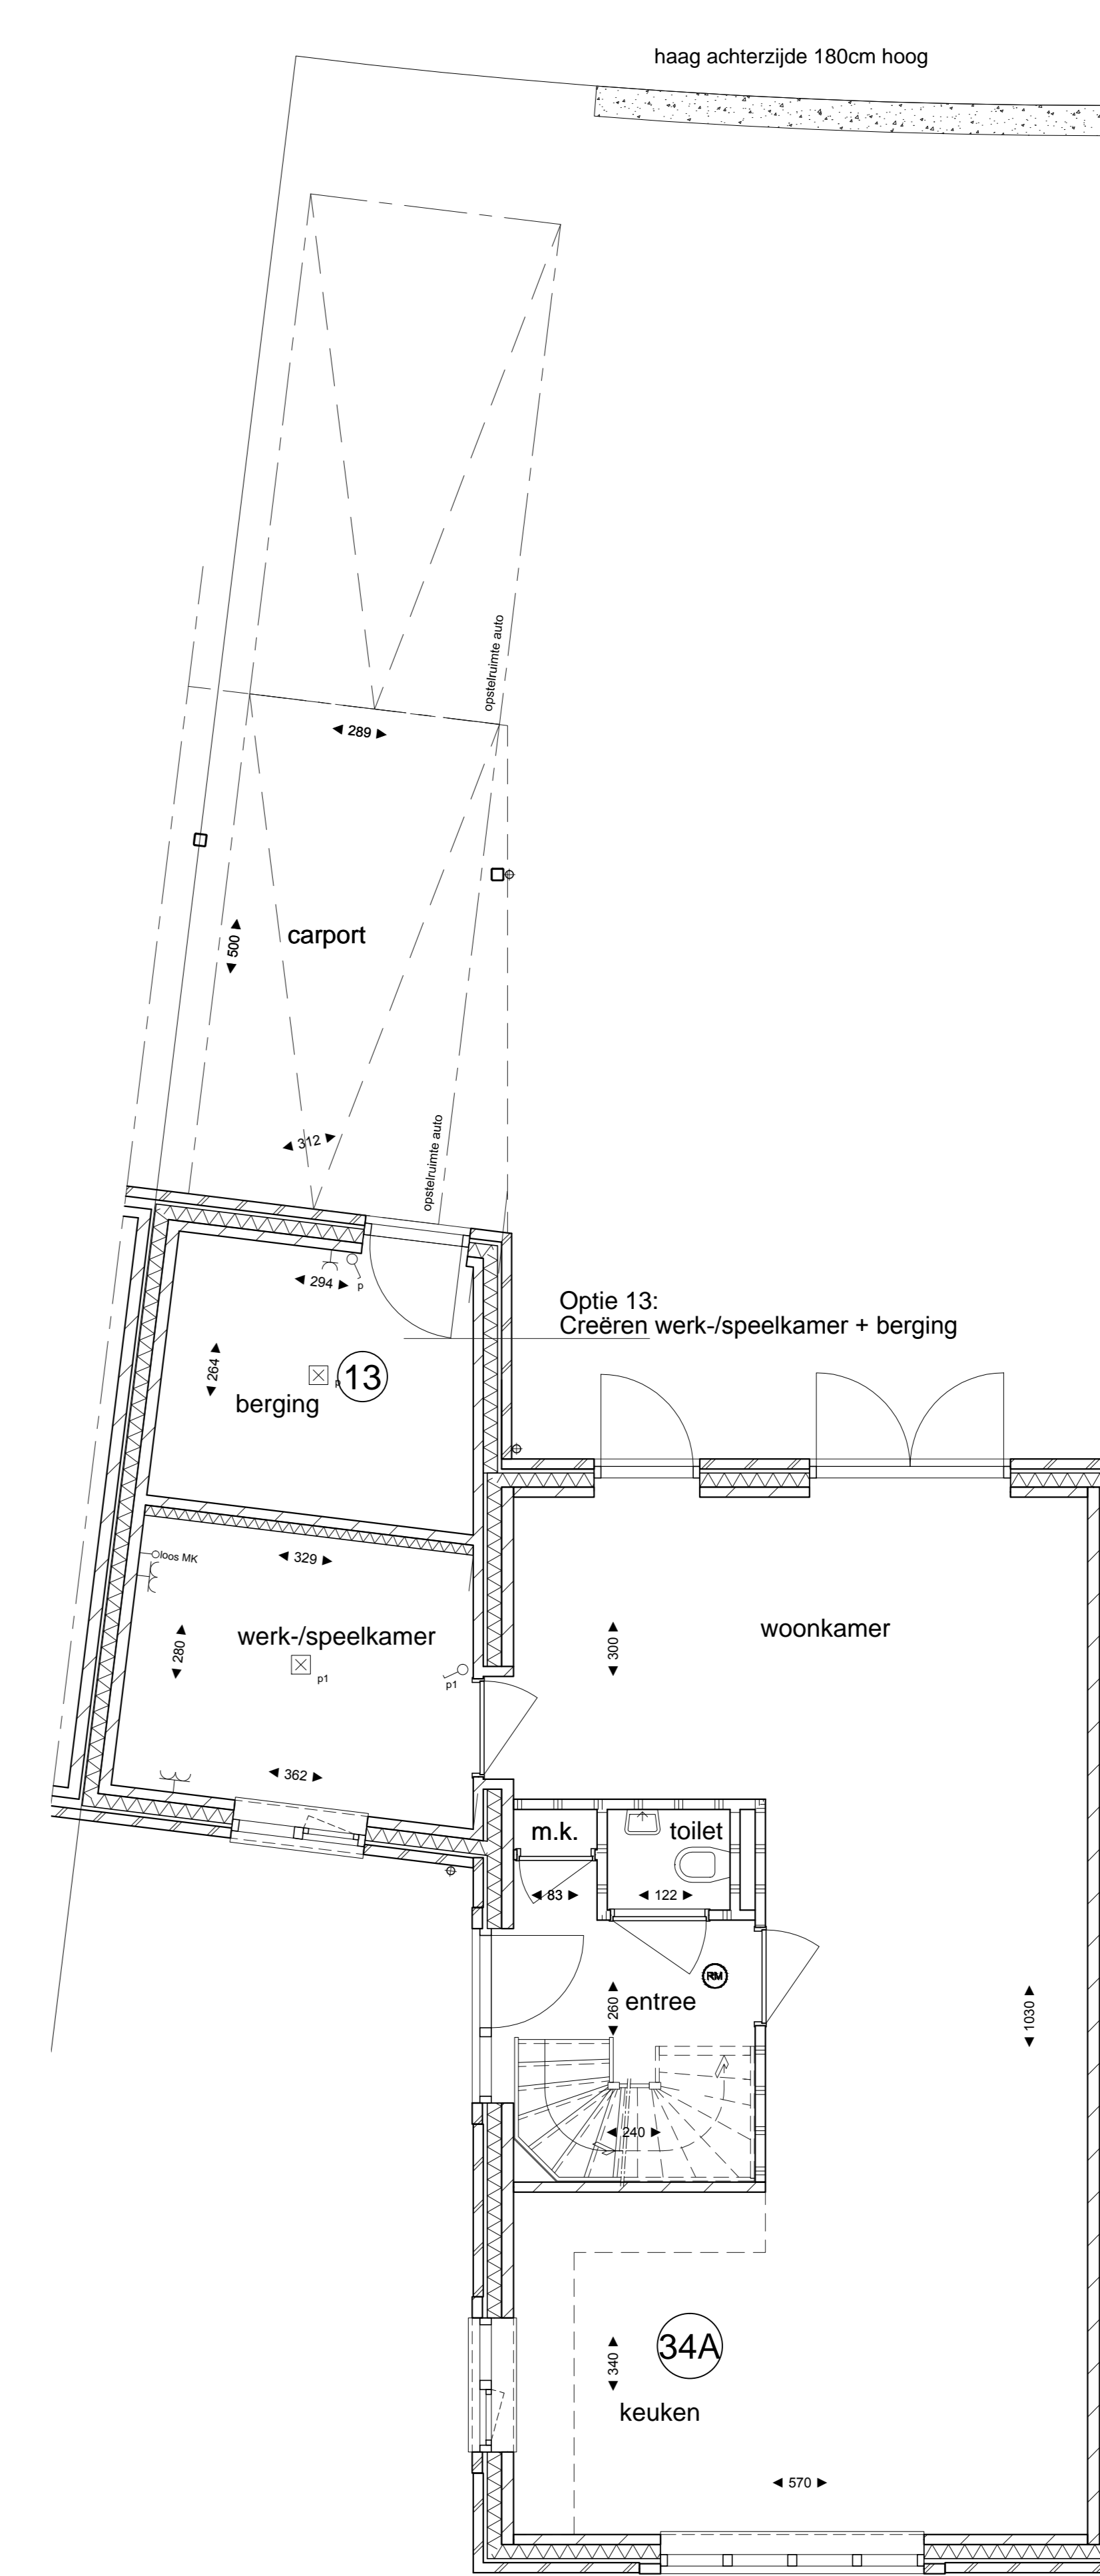 haag achterzijde 180cm hoog
opstelruimte auto
289
500
carport
312
opstelruimte auto
294
p
Optie 13:
Creëren werk-/speelkamer + berging
264
p
13
berging
loos MK
329
280
werk-/speelkamer
p1
p1
362
300
woonkamer
m.k.
toilet
83
122
RM
260
entree
1030
240
340
34A
keuken
570